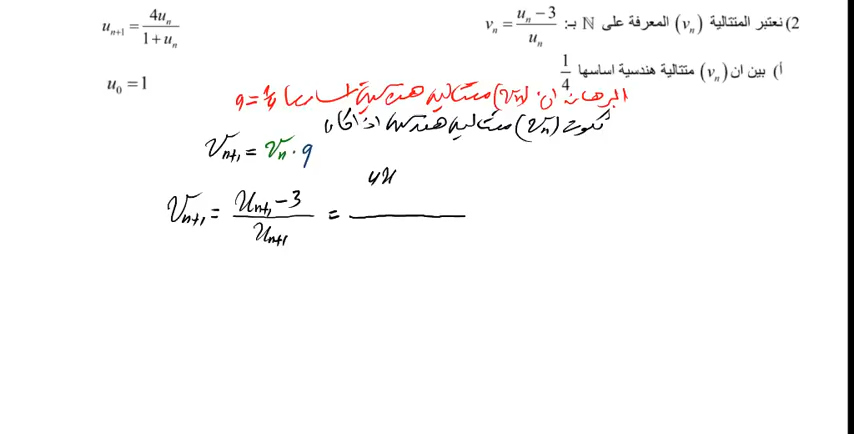 2) نعتبر المتتالية (vₙ) المعرفة على ℕ بـ: vₙ = (uₙ − 3)/uₙ
uₙ₊₁ = 4uₙ/(1 + uₙ)
أ) بين ان (vₙ) متتالية هندسية اساسها 1/4
u₀ = 1
البرهان ان (Vₙ) متتالية هندسية اساسها q = 1/4
تكون (Vₙ) متتالية هندسية اذا كان
Vₙ₊₁ = Vₙ · q
Vₙ₊₁ = (Uₙ₊₁ − 3)/Uₙ₊₁ = 4U